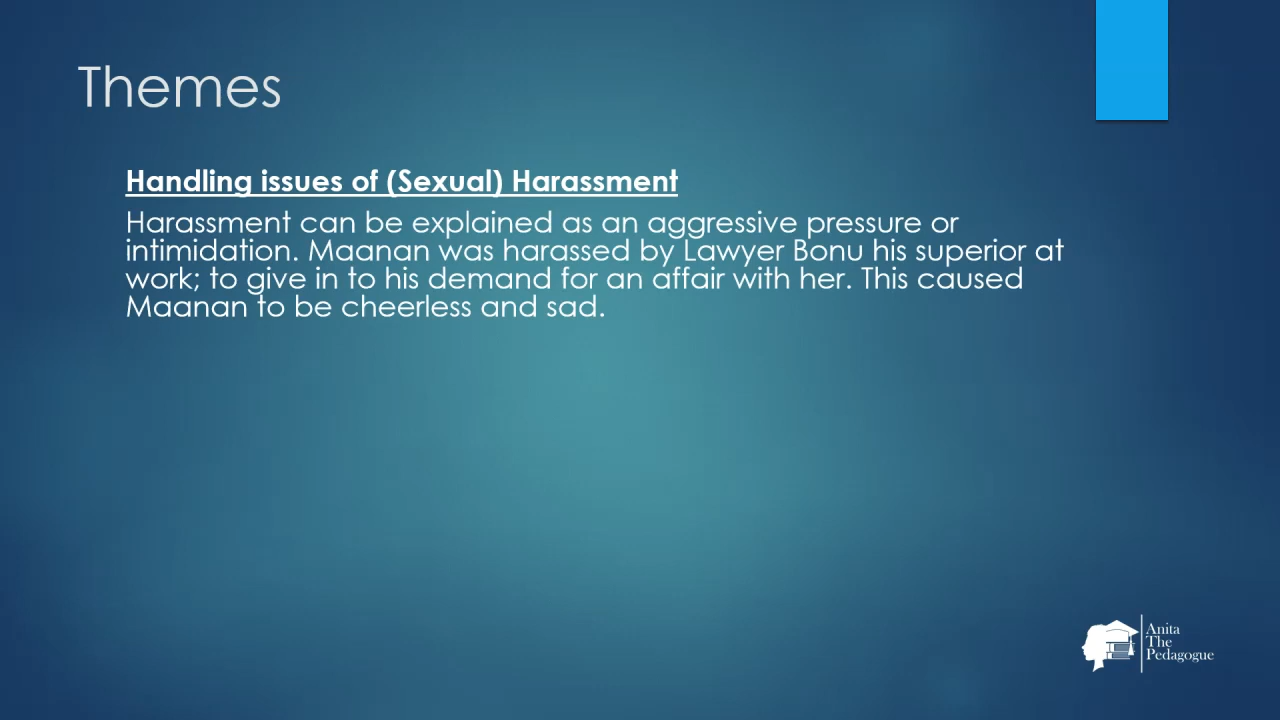 Themes
Handling issues of (Sexual) Harassment
Harassment can be explained as an aggressive pressure or
intimidation. Maanan was harassed by Lawyer Bonu his superior at
work; to give in to his demand for an affair with her. This caused
Maanan to be cheerless and sad.
Anita
The
Pedagogue